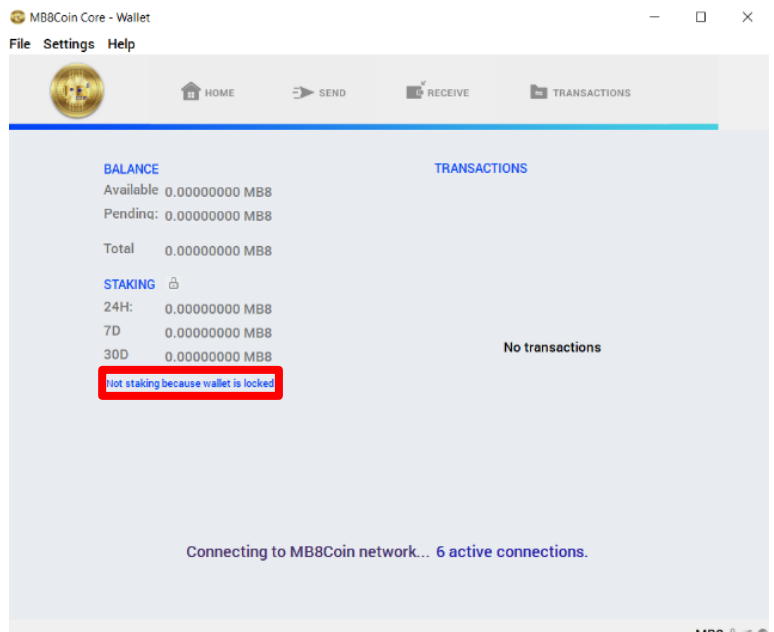 MB8Coin Core - Wallet
File Settings Help
HOME SEND RECEIVE TRANSACTIONS
BALANCE
Available 0.00000000 MB8
Pending: 0.00000000 MB8
Total 0.00000000 MB8
STAKING
24H: 0.00000000 MB8
7D 0.00000000 MB8
30D 0.00000000 MB8
Not staking because wallet is locked
TRANSACTIONS
No transactions
Connecting to MB8Coin network... 6 active connections.